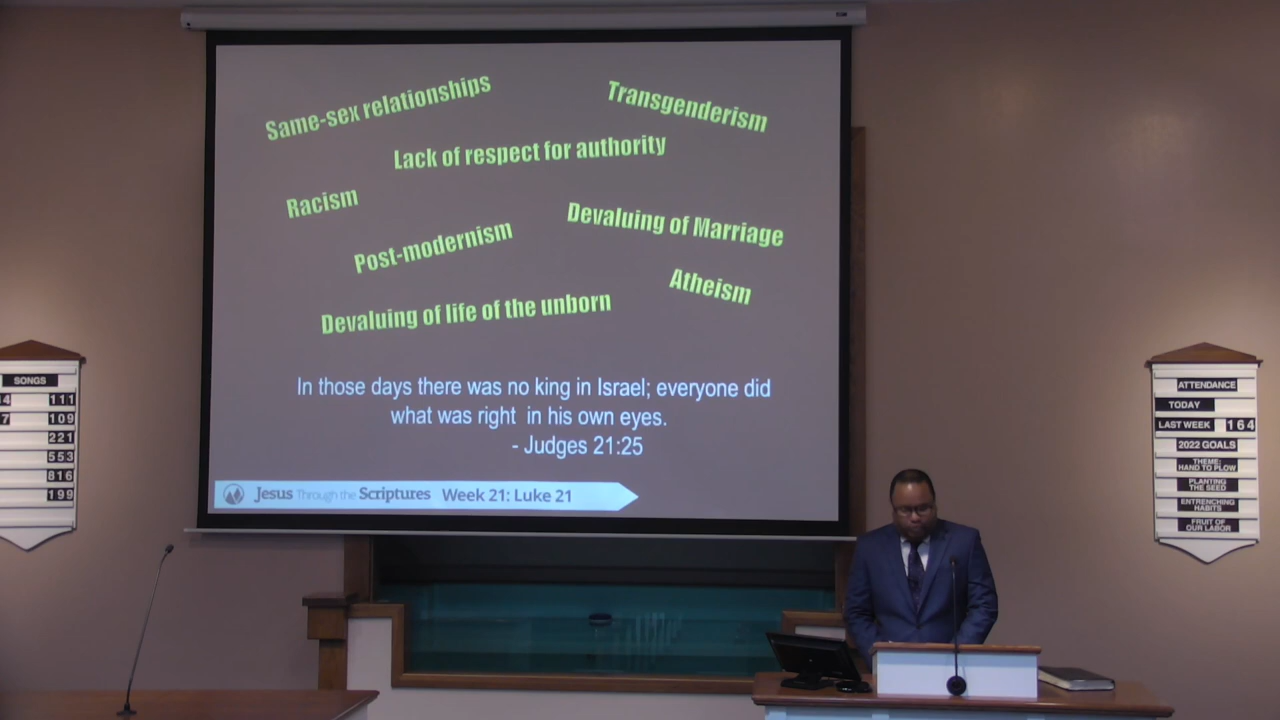 Same-sex relationships
Transgenderism
Lack of respect for authority
Racism
Devaluing of Marriage
Post-modernism
Atheism
Devaluing of life of the unborn
In those days there was no king in Israel; everyone did
what was right in his own eyes.
- Judges 21:25
Jesus Through the Scriptures Week 21: Luke 21
SONGS
4 111
7 109
221
553
816
199
ATTENDANCE
TODAY
LAST WEEK 164
2022 GOALS
THEME:
HAND TO PLOW
PLANTING
THE SEED
ENTRENCHING
HABITS
FRUIT OF
OUR LABOR